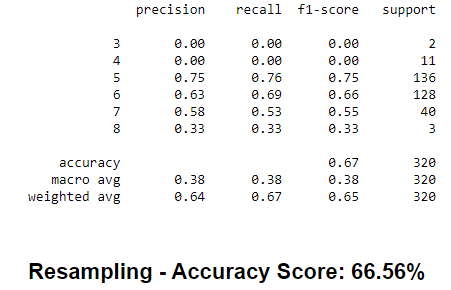 precision recall f1-score support
3 0.00 0.00 0.00 2
4 0.00 0.00 0.00 11
5 0.75 0.76 0.75 136
6 0.63 0.69 0.66 128
7 0.58 0.53 0.55 40
8 0.33 0.33 0.33 3
accuracy 0.67 320
macro avg 0.38 0.38 0.38 320
weighted avg 0.64 0.67 0.65 320
Resampling - Accuracy Score: 66.56%